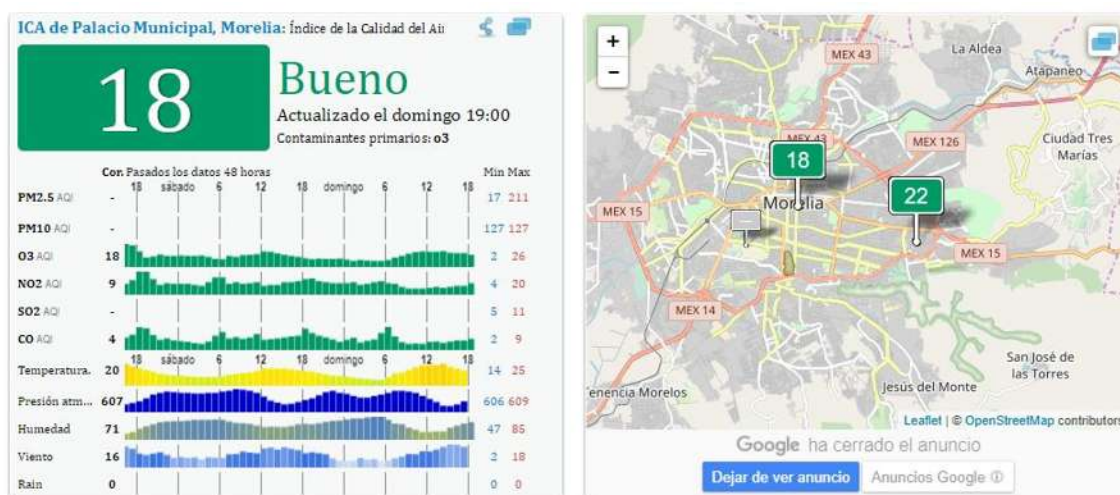 ICA de Palacio Municipal, Morelia: Índice de la Calidad del Air
18
Bueno
Actualizado el domingo 19:00
Contaminantes primarios: o3
Cor. Pasados los datos 48 horas Min Max
18 sábado 6 12 18 domingo 6 12 18
PM2.5 AQI - 17 211
PM10 AQI - 127 127
O3 AQI 18 2 26
NO2 AQI 9 4 20
SO2 AQI - 5 11
CO AQI 4 2 9
18 sábado 6 12 18 domingo 6 12 18
Temperatura. 20 14 25
Presión atm... 607 606 609
Humedad 71 47 85
Viento 16 2 18
Rain 0 0 0
+
-
MEX 43
La Aldea
Atapaneo
MEX 43
MEX 126
Ciudad Tres
Marías
18
22
Morelia
MEX 15
MEX 15
MEX 14
San José de
las Torres
Jesús del Monte
enencia Morelos
Leaflet | © OpenStreetMap contributors
Google ha cerrado el anuncio
Dejar de ver anuncio
Anuncios Google